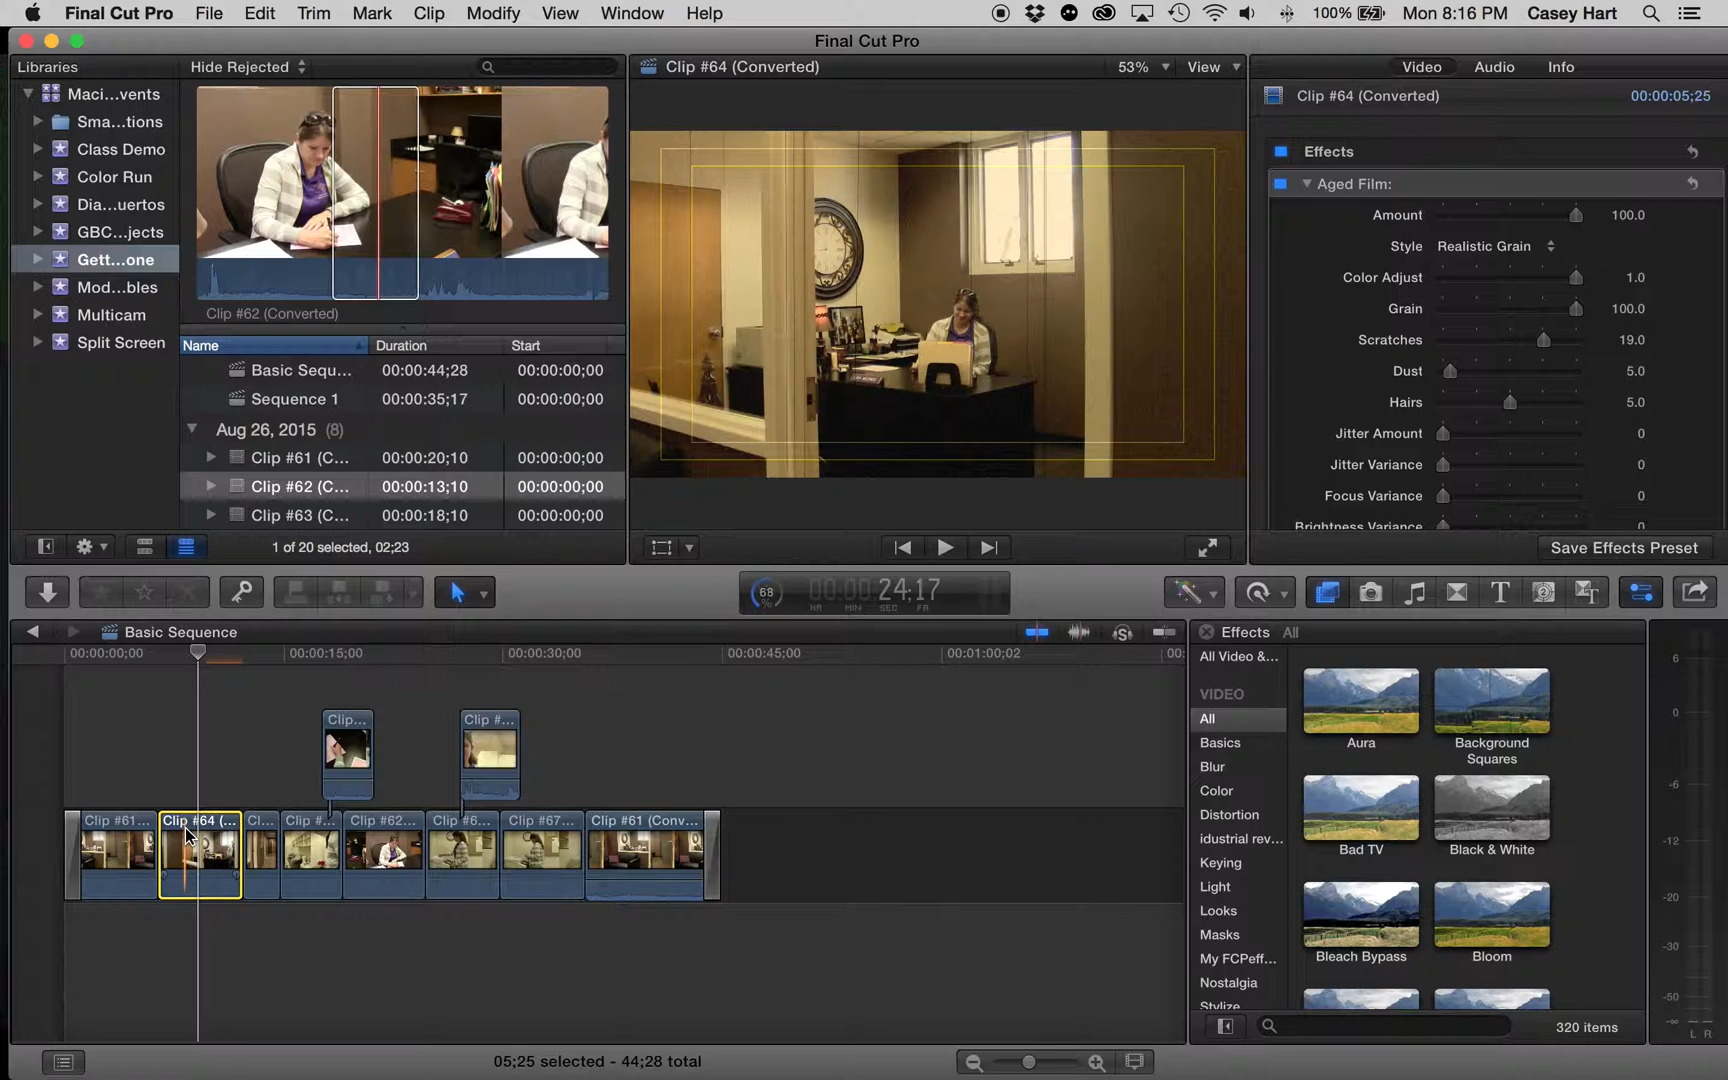 Final Cut Pro File Edit Trim Mark Clip Modify View Window Help 100% Mon 8:16 PM Casey Hart
Final Cut Pro
Libraries
Hide Rejected
Clip #64 (Converted)
53%
View
Video Audio Info
Maci...vents
Sma...tions
Class Demo
Color Run
Dia...uertos
GBC...jects
Gett...one
Mod...bles
Multicam
Split Screen
Clip #62 (Converted)
Name Duration Start
Basic Sequ... 00:00:44;28 00:00:00;00
Sequence 1 00:00:35;17 00:00:00;00
Aug 26, 2015 (8)
Clip #61 (C... 00:00:20;10 00:00:00;00
Clip #62 (C... 00:00:13;10 00:00:00;00
Clip #63 (C... 00:00:18;10 00:00:00;00
1 of 20 selected, 02;23
Clip #64 (Converted) 00:00:05;25
Effects
Aged Film:
Amount 100.0
Style Realistic Grain
Color Adjust 1.0
Grain 100.0
Scratches 19.0
Dust 5.0
Hairs 5.0
Jitter Amount 0
Jitter Variance 0
Focus Variance 0
Brightness Variance 0
Save Effects Preset
68 %
00:00:24;17
HR MIN SEC FR
Basic Sequence
00:00:00;00 00:00:15;00 00:00:30;00 00:00:45;00 00:01:00;02 00:
Clip...
Clip #...
Clip #61... Clip #64 (... Cl... Clip #... Clip #62... Clip #6... Clip #67... Clip #61 (Conv...
05;25 selected - 44;28 total
Effects All
All Video &...
VIDEO
All
Basics
Blur
Color
Distortion
idustrial rev...
Keying
Light
Looks
Masks
My FCPeff...
Nostalgia
Stylize
Aura
Background
Squares
Bad TV
Black & White
Bleach Bypass
Bloom
320 items
6
0
-6
-12
-20
-30
-50
-∞
L R